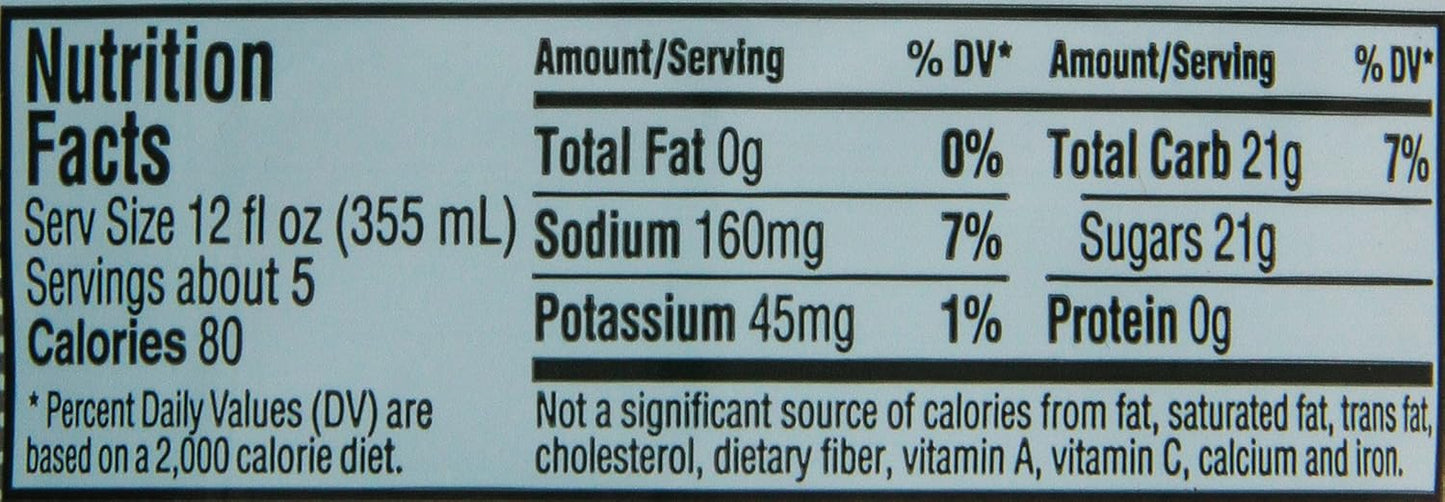 Nutrition
Facts
Serv Size 12 fl oz (355 mL)
Servings about 5
Calories 80
* Percent Daily Values (DV) are
based on a 2,000 calorie diet.
Amount/Serving % DV* Amount/Serving % DV*
Total Fat 0g 0% Total Carb 21g 7%
Sodium 160mg 7% Sugars 21g
Potassium 45mg 1% Protein 0g
Not a significant source of calories from fat, saturated fat, trans fat,
cholesterol, dietary fiber, vitamin A, vitamin C, calcium and iron.